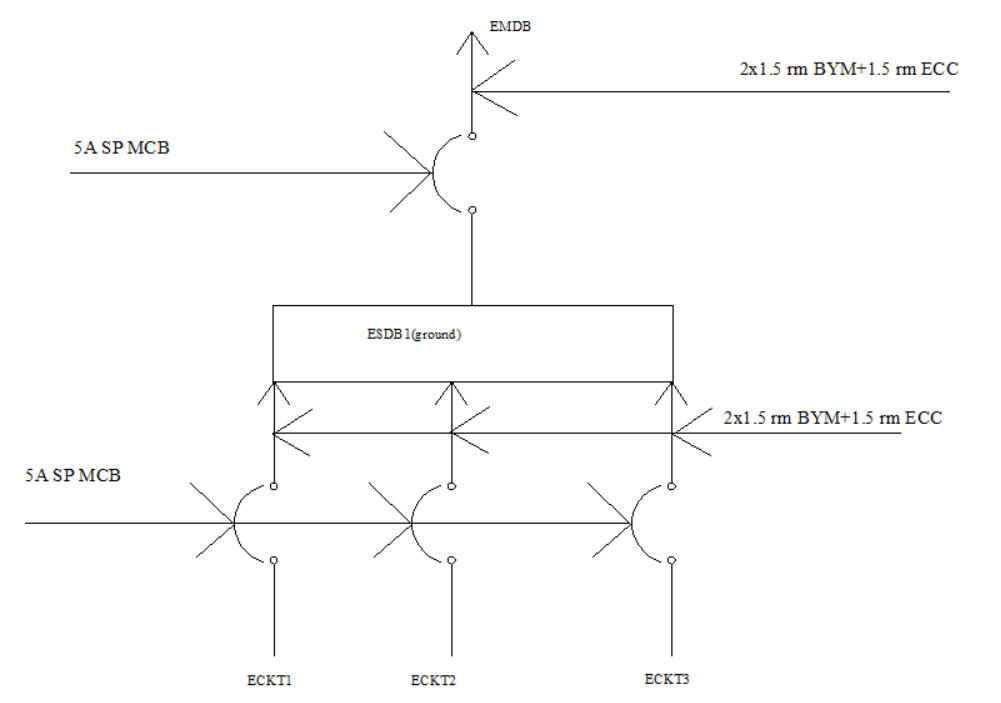 EMDB
2x1.5 rm BYM+1.5 rm ECC
5A SP MCB
ESDB1(ground)
2x1.5 rm BYM+1.5 rm ECC
5A SP MCB
ECKT1
ECKT2
ECKT3